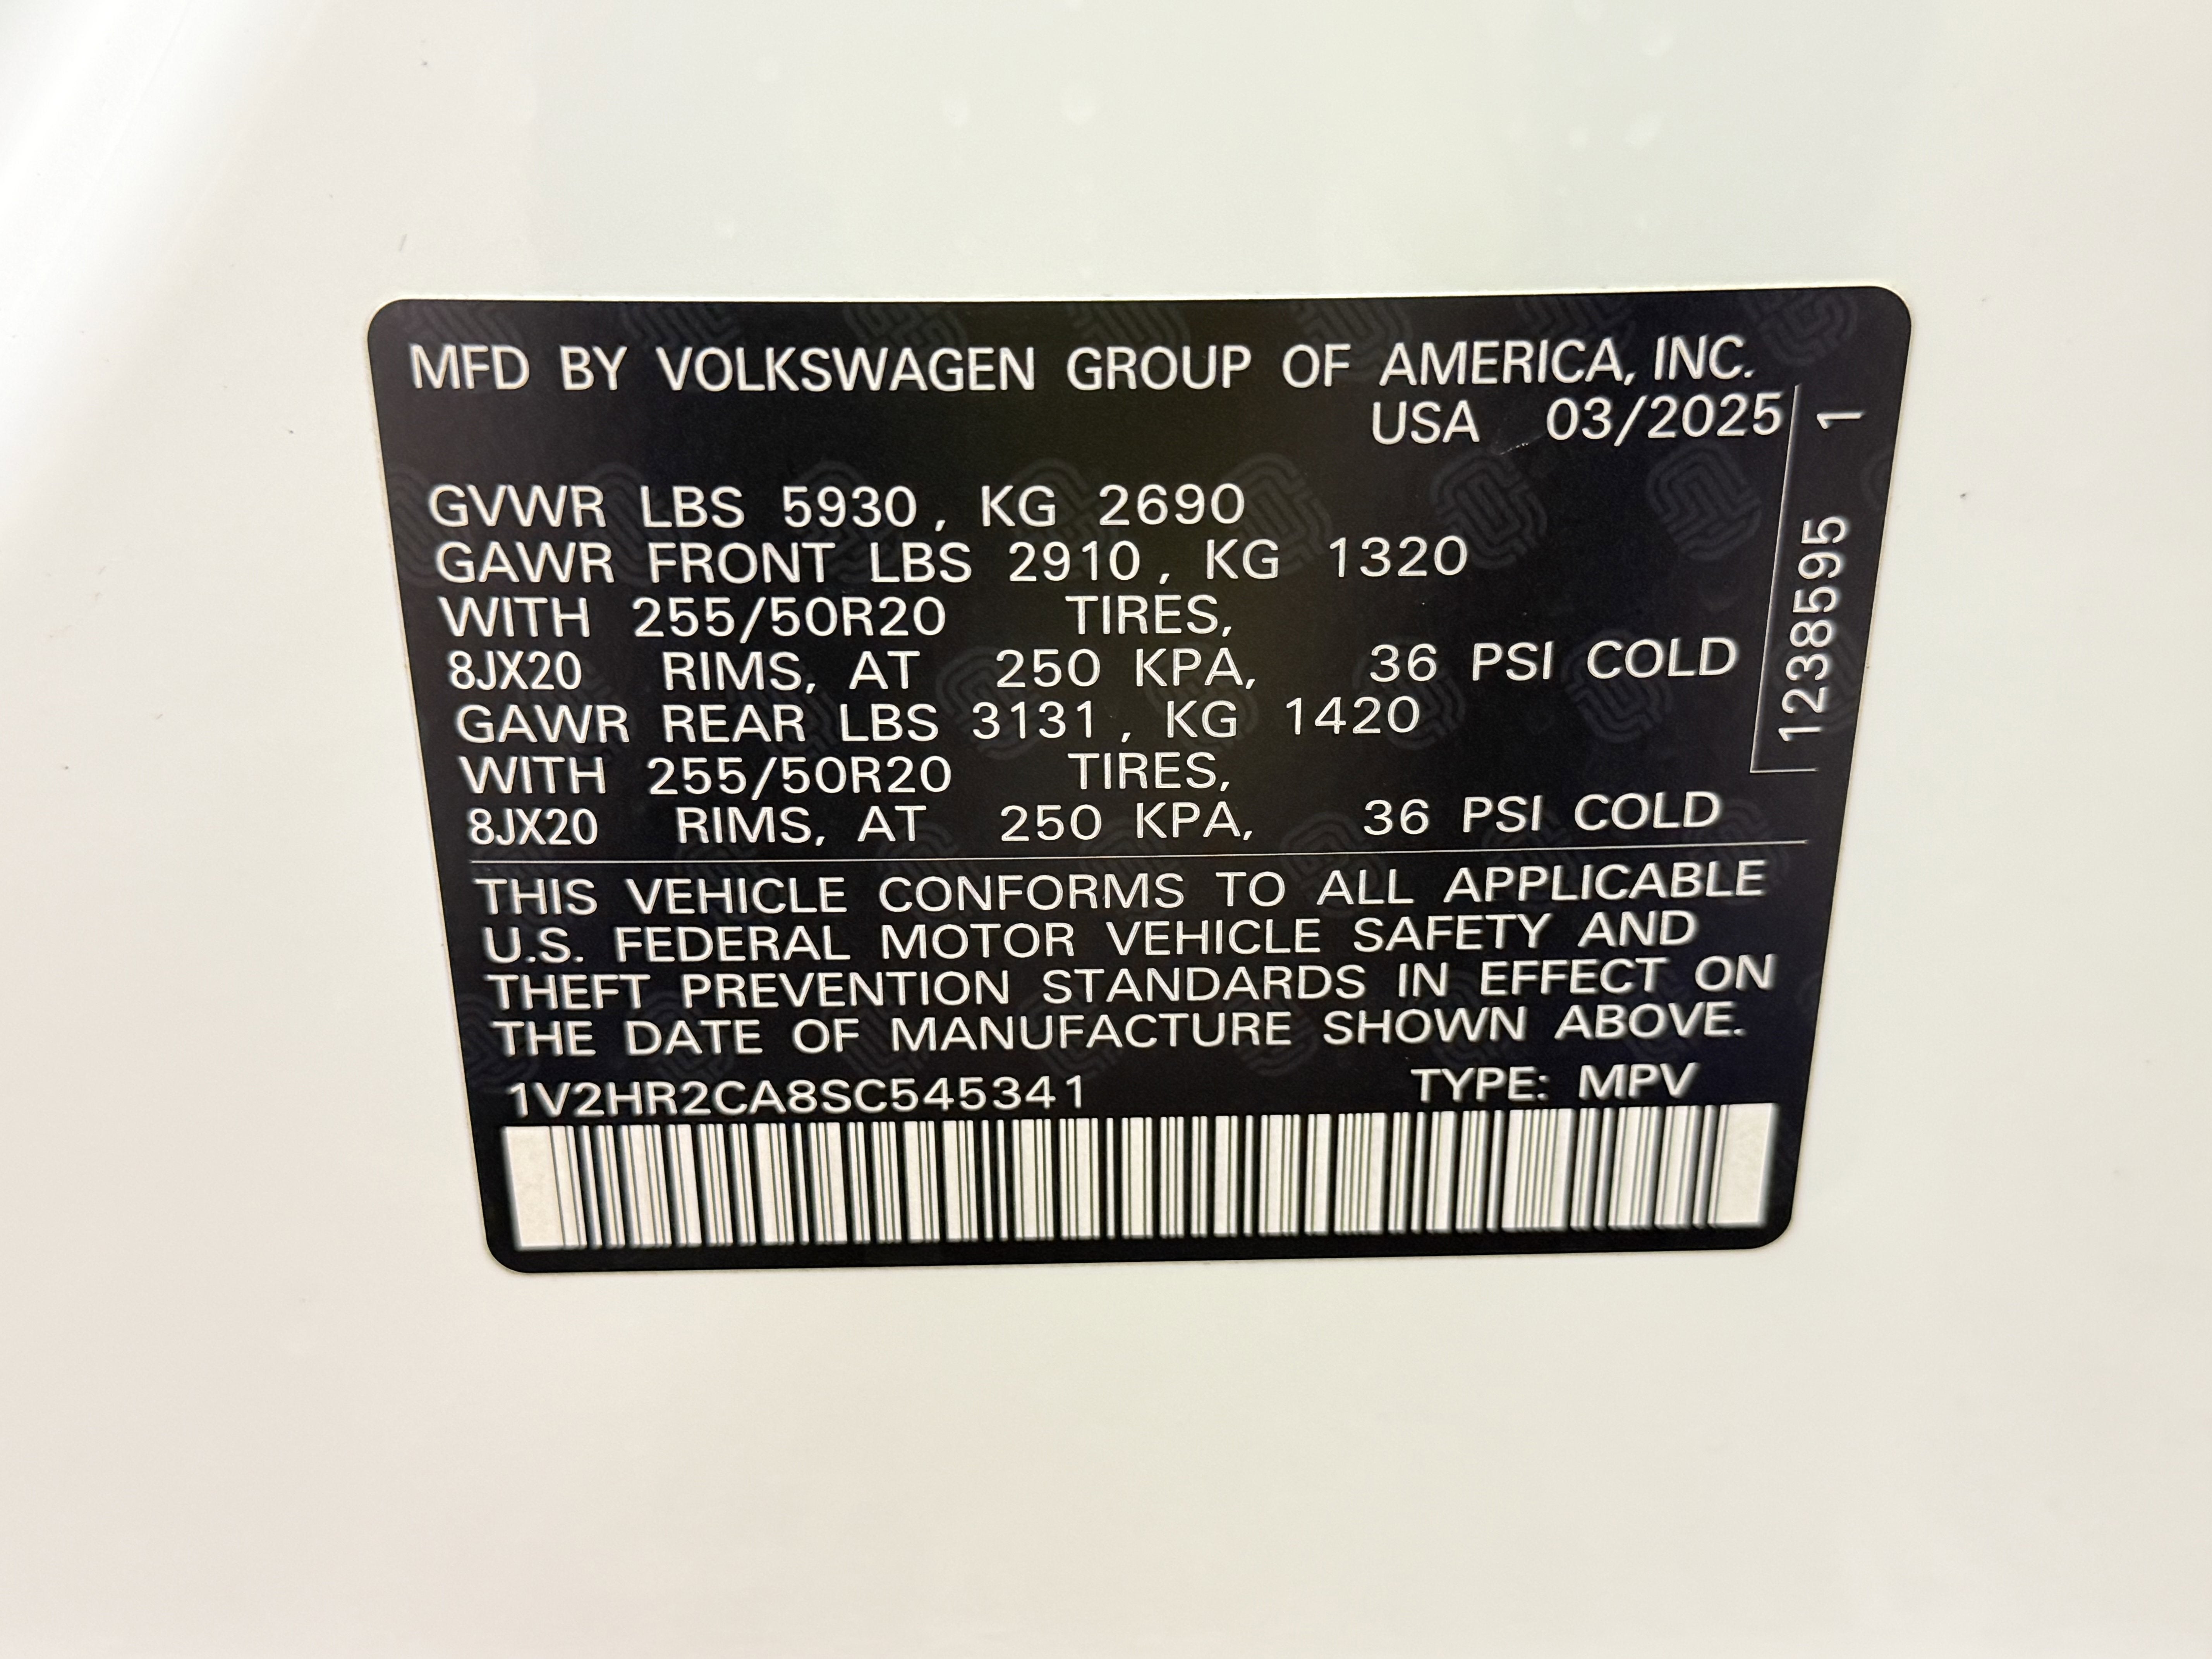 MFD BY VOLKSWAGEN GROUP OF AMERICA, INC.
USA 03/2025
GVWR LBS 5930, KG 2690
GAWR FRONT LBS 2910, KG 1320
WITH 255/50R20 TIRES,
8JX20 RIMS, AT 250 KPA, 36 PSI COLD
GAWR REAR LBS 3131, KG 1420
WITH 255/50R20 TIRES,
8JX20 RIMS, AT 250 KPA, 36 PSI COLD
1238595 1
THIS VEHICLE CONFORMS TO ALL APPLICABLE
U.S. FEDERAL MOTOR VEHICLE SAFETY AND
THEFT PREVENTION STANDARDS IN EFFECT ON
THE DATE OF MANUFACTURE SHOWN ABOVE.
1V2HR2CA8SC545341 TYPE: MPV